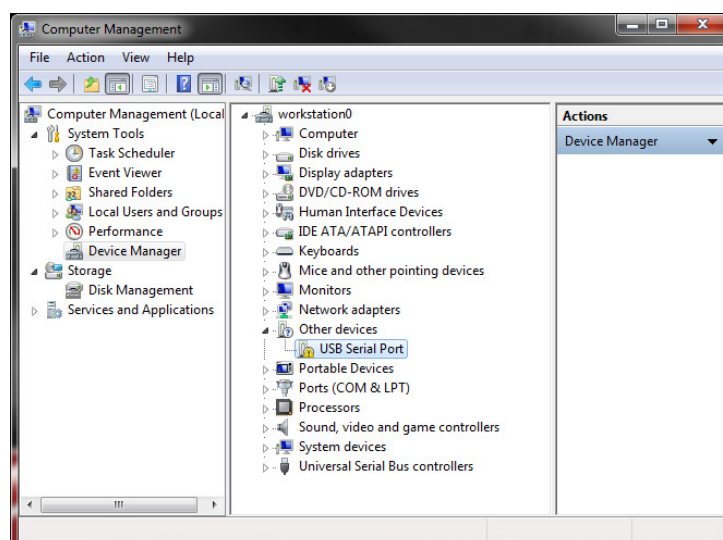 Computer Management
File Action View Help
Computer Management (Local
System Tools
Task Scheduler
Event Viewer
Shared Folders
Local Users and Groups
Performance
Device Manager
Storage
Disk Management
Services and Applications
workstation0
Computer
Disk drives
Display adapters
DVD/CD-ROM drives
Human Interface Devices
IDE ATA/ATAPI controllers
Keyboards
Mice and other pointing devices
Monitors
Network adapters
Other devices
USB Serial Port
Portable Devices
Ports (COM & LPT)
Processors
Sound, video and game controllers
System devices
Universal Serial Bus controllers
Actions
Device Manager